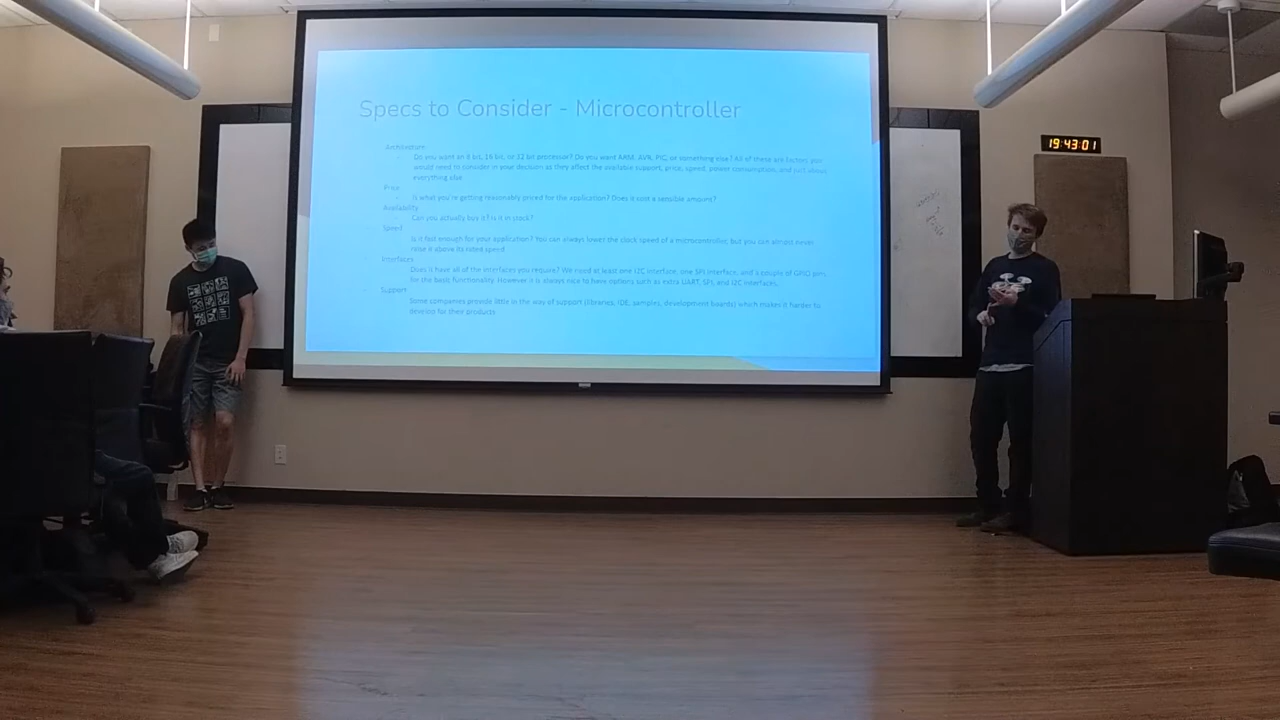 Specs to Consider - Microcontroller
19:43:01
Architecture
Do you want an 8 bit, 16 bit, or 32 bit processor? Do you want ARM, AVR, PIC, or something else? All of these are factors you
would need to consider in your decision as they affect the available support, price, speed, power consumption, and just about
everything else
Price
Is what you're getting reasonably priced for the application? Does it cost a sensible amount?
Availability
Can you actually buy it? Is it in stock?
Speed
Is it fast enough for your application? You can always lower the clock speed of a microcontroller, but you can almost never
raise it above its rated speed
Interfaces
Does it have all of the interfaces you require? We need at least one I2C interface, one SPI interface, and a couple of GPIO pins
for the basic functionality. However it is always nice to have options such as extra UART, SPI, and I2C interfaces.
Support
Some companies provide little in the way of support (libraries, IDE, samples, development boards) which makes it harder to
develop for their products